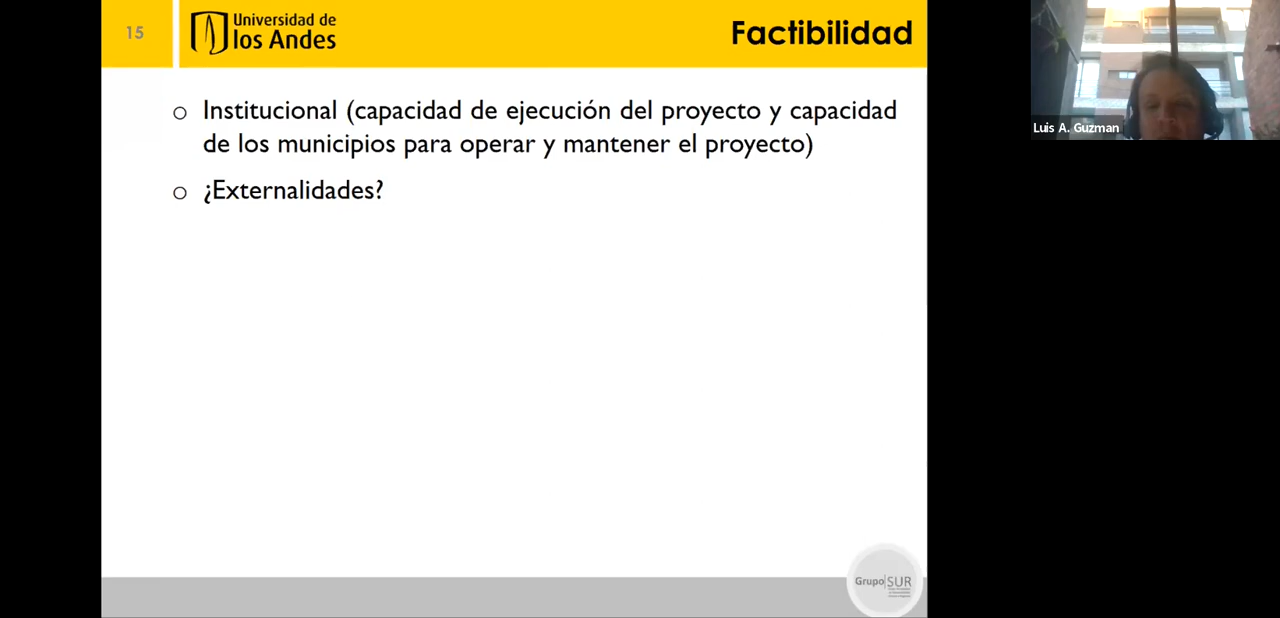 15
Universidad de
los Andes
Factibilidad
o Institucional (capacidad de ejecución del proyecto y capacidad
de los municipios para operar y mantener el proyecto)
o ¿Externalidades?
Luis A. Guzman
Grupo|SUR